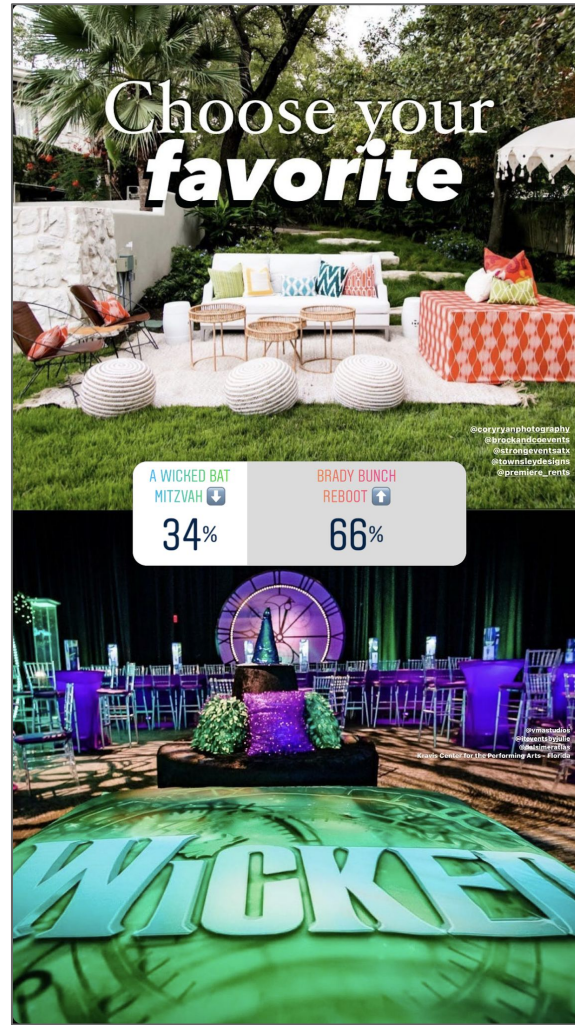 Choose your
favorite
@coryryanphotography
@brockandcoevents
@strongeventsatx
@townsleydesigns
@premiere_rents
A WICKED BAT
MITZVAH ⬇️
34%
BRADY BUNCH
REBOOT ⬆️
66%
@vmastudios
@iteventsbyjulie
Kravis Center for the Performing Arts - Florida
WICKED